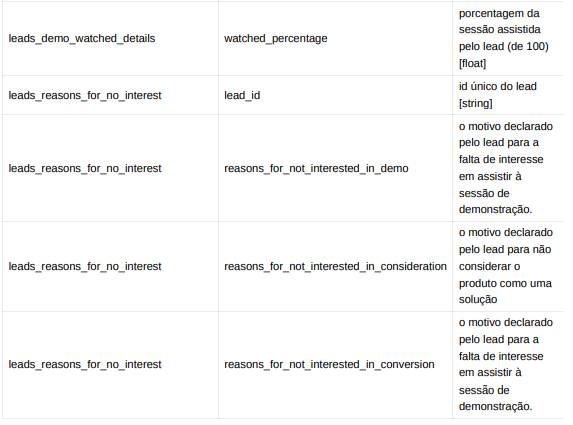 porcentagem da
sessão assistida
leads_demo_watched_details watched_percentage pelo lead (de 100)
[float]
leads_reasons_for_no_interest lead_id id único do lead
[string]
o motivo declarado
pelo lead para a
leads_reasons_for_no_interest reasons_for_not_interested_in_demo falta de interesse
em assistir à
sessão de
demonstração.
o motivo declarado
pelo lead para não
leads_reasons_for_no_interest reasons_for_not_interested_in_consideration considerar o
produto como uma
solução
o motivo declarado
pelo lead para a
leads_reasons_for_no_interest reasons_for_not_interested_in_conversion falta de interesse
em assistir à
sessão de
demonstração.